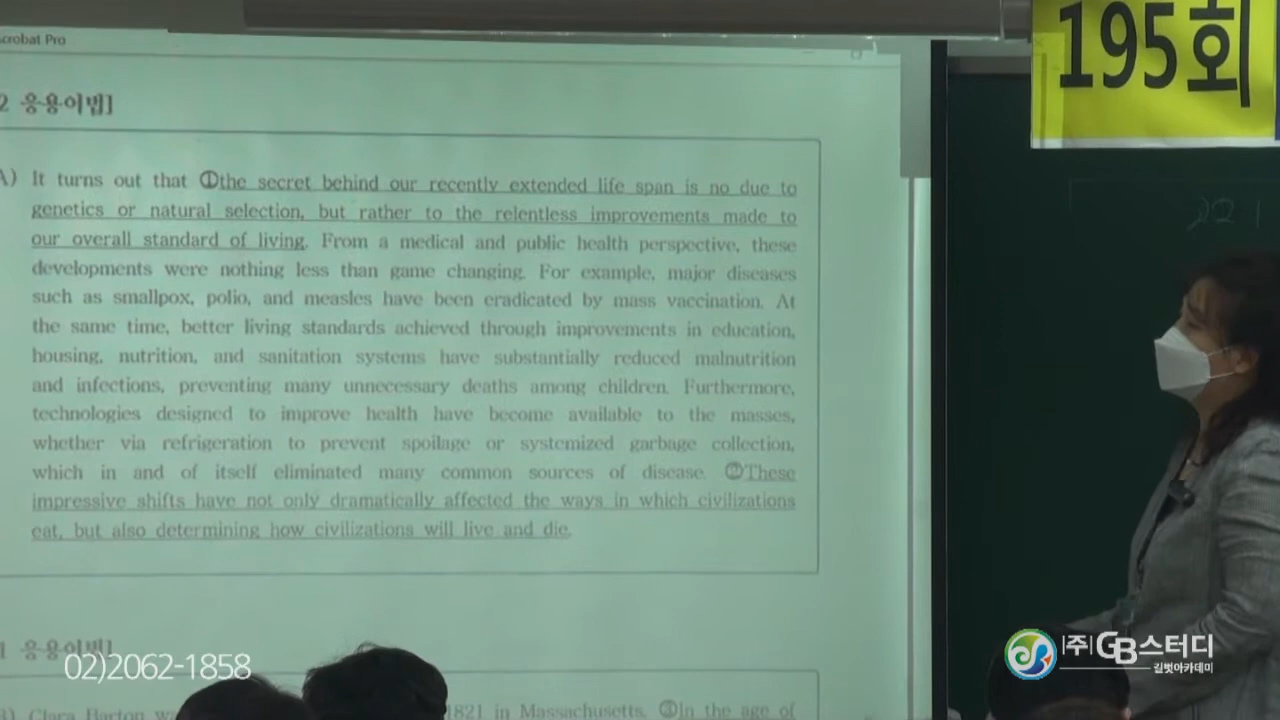 crobat Pro
195회
2 응용어법]
A) It turns out that ①the secret behind our recently extended life span is no due to
genetics or natural selection, but rather to the relentless improvements made to
our overall standard of living. From a medical and public health perspective, these
developments were nothing less than game changing. For example, major diseases
such as smallpox, polio, and measles have been eradicated by mass vaccination. At
the same time, better living standards achieved through improvements in education,
housing, nutrition, and sanitation systems have substantially reduced malnutrition
and infections, preventing many unnecessary deaths among children. Furthermore,
technologies designed to improve health have become available to the masses,
whether via refrigeration to prevent spoilage or systemized garbage collection,
which in and of itself eliminated many common sources of disease. ②These
impressive shifts have not only dramatically affected the ways in which civilizations
eat, but also determining how civilizations will live and die.
221
1 응용어법]
02)2062-1858
Clara Barton
1821 in Massachusetts. ③In the age of
(주)GB스터디
길벗아카데미